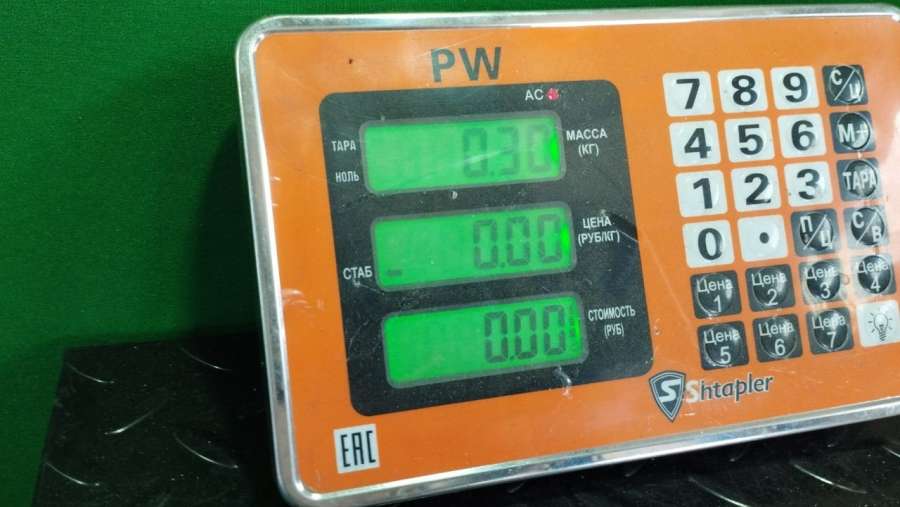 PW
AC
ТАРА
НОЛЬ
0.30
МАССА
(КГ)
СТАБ
0.00
ЦЕНА
(РУБ/КГ)
0.00
СТОИМОСТЬ
(РУБ)
7 8 9 С/Ц
4 5 6 М+
1 2 3 ТАРА
0 . П/Ц С/В
Цена 1 Цена 2 Цена 3 Цена 4
Цена 5 Цена 6 Цена 7
S Shtapler
EAC